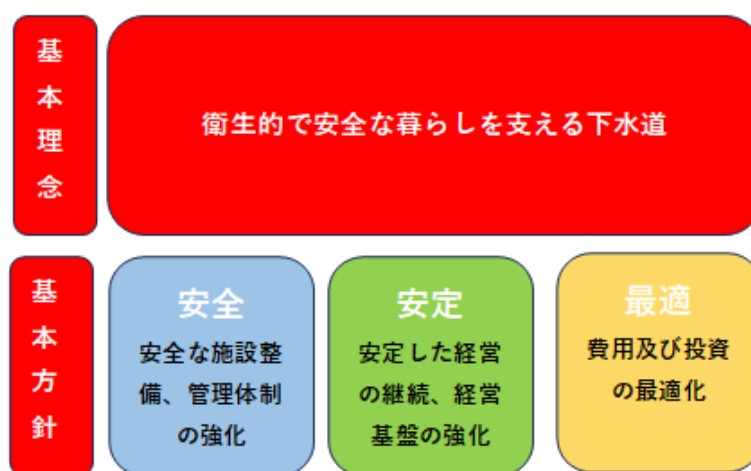 基本理念
衛生的で安全な暮らしを支える下水道
基本方針
安全
安全な施設整
備、管理体制
の強化
安定
安定した経営
の継続、経営
基盤の強化
最適
費用及び投資
の最適化